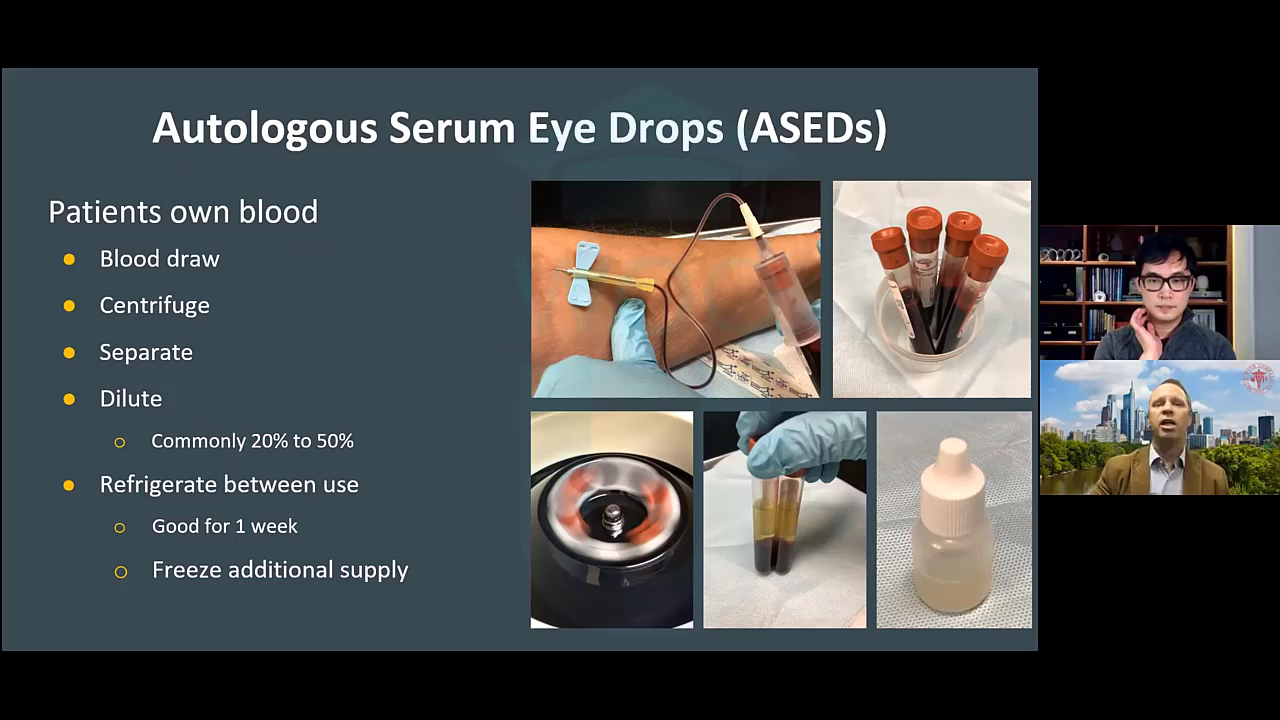 Autologous Serum Eye Drops (ASEDs)
Patients own blood
Blood draw
Centrifuge
Separate
Dilute
Commonly 20% to 50%
Refrigerate between use
Good for 1 week
Freeze additional supply